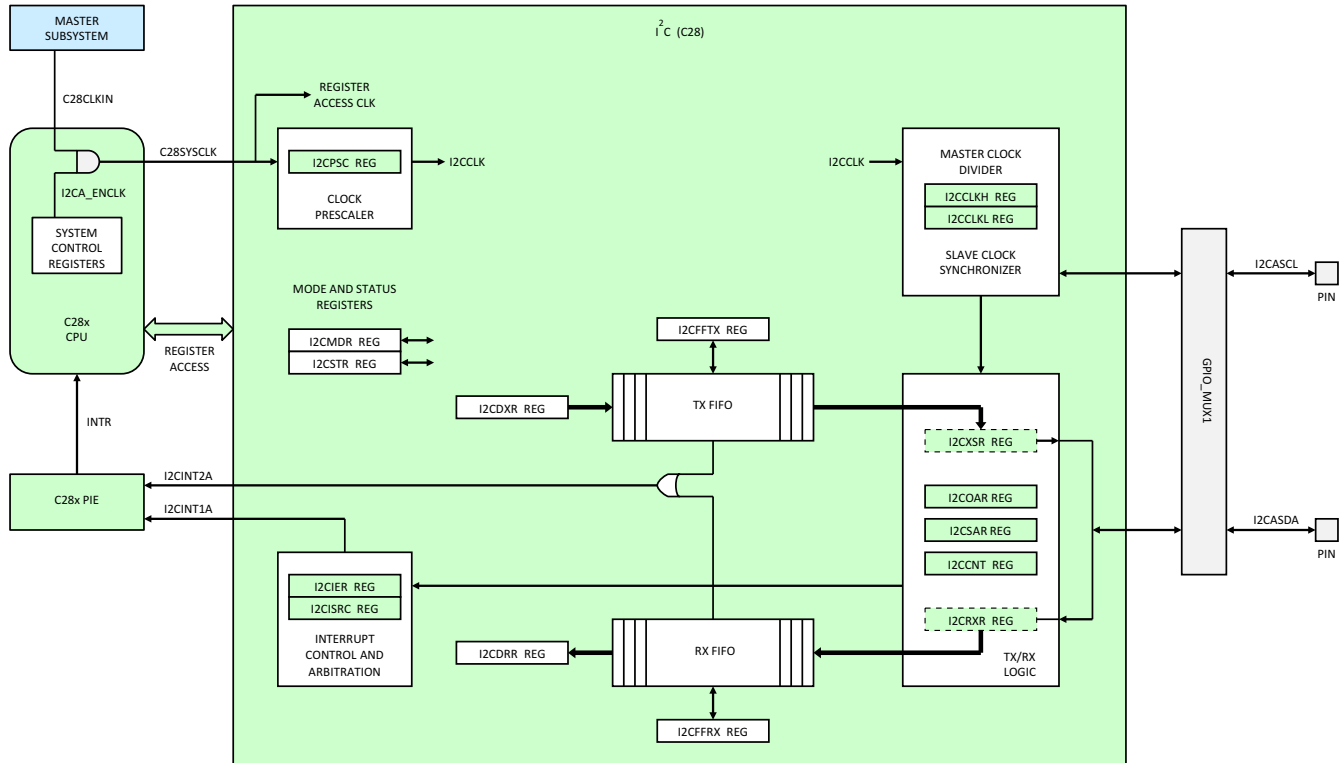 MASTER
SUBSYSTEM
C28CLKIN
I2CA_ENCLK
SYSTEM
CONTROL
REGISTERS
C28x
CPU
C28SYSCLK
REGISTER
ACCESS
INTR
C28x PIE
I2CINT2A
I2CINT1A
I2C (C28)
REGISTER
ACCESS CLK
I2CPSC REG
CLOCK
PRESCALER
I2CCLK
I2CCLK
MASTER CLOCK
DIVIDER
I2CCLKH REG
I2CCLKL REG
SLAVE CLOCK
SYNCHRONIZER
MODE AND STATUS
REGISTERS
I2CMDR REG
I2CSTR REG
I2CFFTX REG
I2CDXR REG
TX FIFO
I2CXSR REG
I2COAR REG
I2CSAR REG
I2CCNT REG
I2CRXR REG
TX/RX
LOGIC
I2CIER REG
I2CISRC REG
INTERRUPT
CONTROL AND
ARBITRATION
I2CDRR REG
RX FIFO
I2CFFRX REG
GPIO_MUX1
I2CASCL
PIN
I2CASDA
PIN